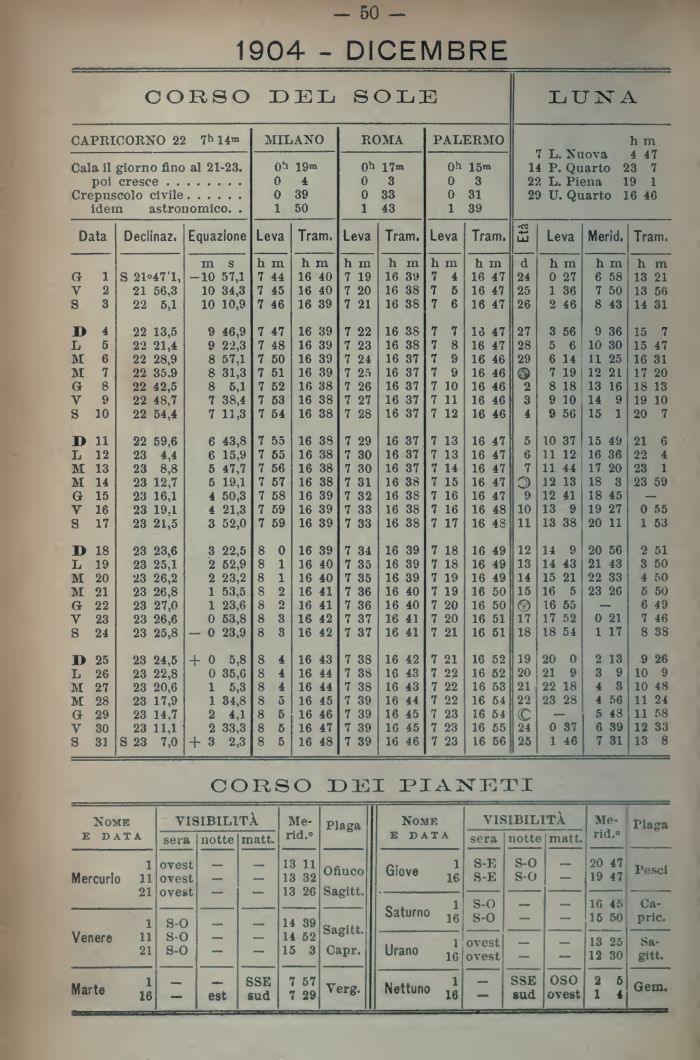 — 50 —
1904 - DICEMBRE
CORSO DEL SOLE LUNA
CAPRICORNO 22 7h 14m MILANO ROMA PALERMO h m
7 L. Nuova 4 47
Cala il giorno fino al 21-23. 0h 19m 0h 17m 0h 15m 14 P. Quarto 23 7
poi cresce . . . . . . . . 0 4 0 3 0 3 22 L. Piena 19 1
Crepuscolo civile . . . . . . 0 39 0 33 0 31 29 U. Quarto 16 46
idem astronomico. . 1 50 1 43 1 39
Data Declinaz. Equazione Leva Tram. Leva Tram. Leva Tram. Età Leva Merid. Tram.
m s h m h m h m h m h m h m d h m h m h m
G 1 S 21°47'1, —10 57,1 7 44 16 40 7 19 16 39 7 4 16 47 24 0 27 6 58 13 21
V 2 21 56,3 10 34,3 7 45 16 40 7 20 16 38 7 5 16 47 25 1 36 7 50 13 56
S 3 22 5,1 10 10,9 7 46 16 39 7 21 16 38 7 6 16 47 26 2 46 8 43 14 31
D 4 22 13,5 9 46,9 7 47 16 39 7 22 16 38 7 7 16 47 27 3 56 9 36 15 7
L 5 22 21,4 9 22,3 7 48 16 39 7 23 16 38 7 8 16 47 28 5 6 10 30 15 47
M 6 22 28,9 8 57,1 7 50 16 39 7 24 16 37 7 9 16 46 29 6 14 11 25 16 31
M 7 22 35,9 8 31,3 7 51 16 39 7 25 16 37 7 9 16 46 7 19 12 21 17 20
G 8 22 42,5 8 5,1 7 52 16 38 7 26 16 37 7 10 16 46 2 8 18 13 16 18 13
V 9 22 48,7 7 38,4 7 53 16 38 7 27 16 37 7 11 16 46 3 9 10 14 9 19 10
S 10 22 54,4 7 11,3 7 54 16 38 7 28 16 37 7 12 16 46 4 9 56 15 1 20 7
D 11 22 59,6 6 43,8 7 55 16 38 7 29 16 37 7 13 16 47 5 10 37 15 49 21 6
L 12 23 4,4 6 15,9 7 55 16 38 7 30 16 37 7 13 16 47 6 11 12 16 36 22 4
M 13 23 8,8 5 47,7 7 56 16 38 7 30 16 37 7 14 16 47 7 11 44 17 20 23 1
M 14 23 12,7 5 19,1 7 57 16 38 7 31 16 38 7 15 16 47 ☽ 12 13 18 3 23 59
G 15 23 16,1 4 50,3 7 58 16 39 7 32 16 38 7 16 16 47 9 12 41 18 45 —
V 16 23 19,1 4 21,3 7 59 16 39 7 33 16 38 7 16 16 48 10 13 9 19 27 0 55
S 17 23 21,5 3 52,0 7 59 16 39 7 33 16 38 7 17 16 48 11 13 38 20 11 1 53
D 18 23 23,6 3 22,5 8 0 16 39 7 34 16 39 7 18 16 49 12 14 9 20 56 2 51
L 19 23 25,1 2 52,9 8 1 16 40 7 35 16 39 7 18 16 49 13 14 43 21 43 3 50
M 20 23 26,2 2 23,2 8 1 16 40 7 35 16 39 7 19 16 49 14 15 21 22 33 4 50
M 21 23 26,8 1 53,5 8 2 16 41 7 36 16 40 7 19 16 50 15 16 5 23 26 5 50
G 22 23 27,0 1 23,6 8 2 16 41 7 36 16 40 7 20 16 50 16 55 — 6 49
V 23 23 26,6 0 53,8 8 3 16 42 7 37 16 41 7 20 16 51 17 17 52 0 21 7 46
S 24 23 25,8 — 0 23,9 8 3 16 42 7 37 16 41 7 21 16 51 18 18 54 1 17 8 38
D 25 23 24,5 + 0 5,8 8 4 16 43 7 38 16 42 7 21 16 52 19 20 0 2 13 9 26
L 26 23 22,8 0 35,6 8 4 16 44 7 38 16 43 7 22 16 52 20 21 9 3 9 10 9
M 27 23 20,6 1 5,3 8 4 16 44 7 38 16 43 7 22 16 53 21 22 18 4 3 10 48
M 28 23 17,9 1 34,8 8 5 16 45 7 39 16 44 7 22 16 54 22 23 28 4 56 11 24
G 29 23 14,7 2 4,1 8 5 16 46 7 39 16 45 7 23 16 54 ☾ — 5 48 11 58
V 30 23 11,1 2 33,3 8 5 16 47 7 39 16 45 7 23 16 55 24 0 37 6 39 12 33
S 31 S 23 7,0 + 3 2,3 8 5 16 48 7 39 16 46 7 23 16 56 25 1 46 7 31 13 8
CORSO DEI PIANETI
NOME E DATA VISIBILITÀ Merid.o Plaga NOME E DATA VISIBILITÀ Merid.o Plaga
sera notte matt. sera notte matt.
Mercurio 1 ovest — — 13 11 Ofiuco
11 ovest — — 13 32
21 ovest — — 13 26 Sagitt.
Venere 1 S-O — — 14 39 Sagitt.
11 S-O — — 14 52
21 S-O — — 15 3 Capr.
Marte 1 — — SSE 7 57 Verg.
16 — est sud 7 29
Giove 1 S-E S-O — 20 47 Pesci
16 S-E S-O — 19 47
Saturno 1 S-O — — 16 45 Ca-
16 S-O — — 15 50 pric.
Urano 1 ovest — — 13 25 Sa-
16 ovest — — 12 30 gitt.
Nettuno 1 — SSE OSO 2 5 Gem.
16 — sud ovest 1 4